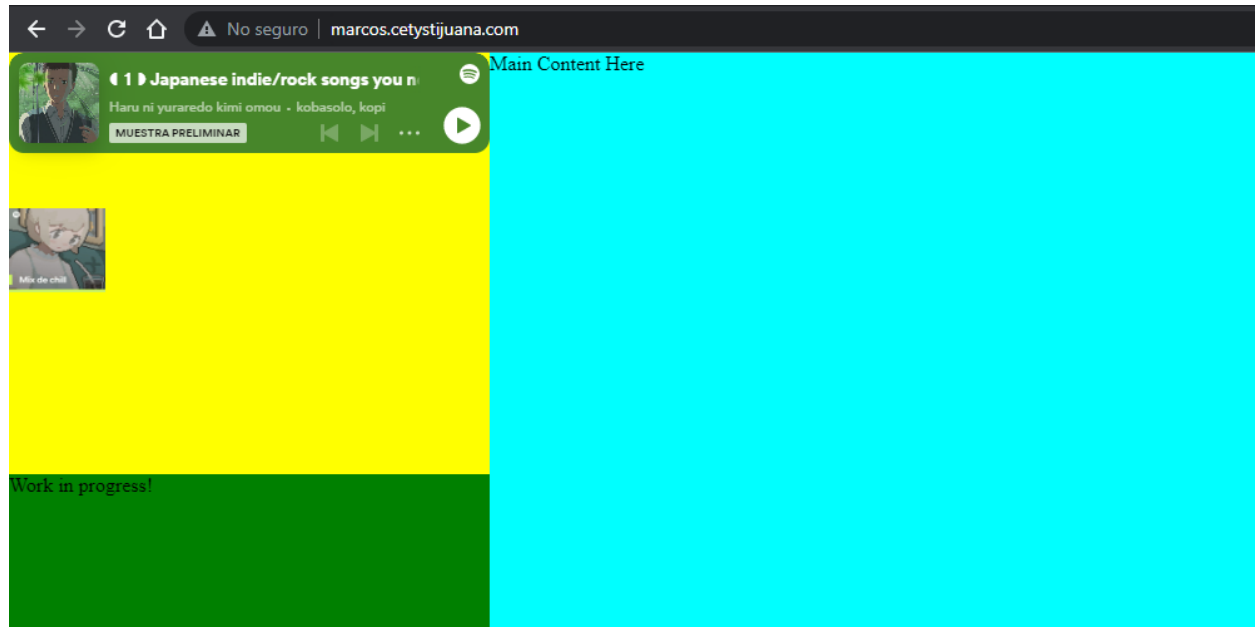 No seguro | marcos.cetystijuana.com
❨ 1 ❩ Japanese indie/rock songs you n
Haru ni yuraredo kimi omou • kobasolo, kopi
MUESTRA PRELIMINAR
Mix de chill
Work in progress!
Main Content Here